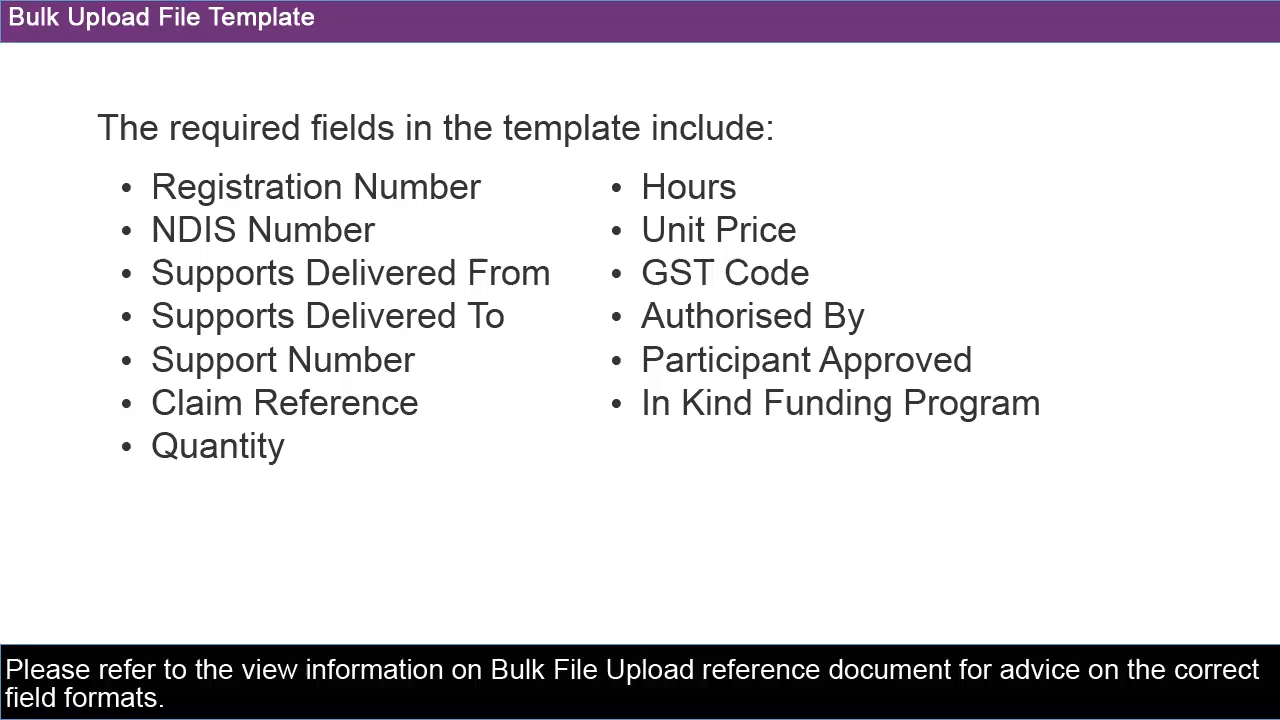 Bulk Upload File Template
The required fields in the template include:
• Registration Number
• NDIS Number
• Supports Delivered From
• Supports Delivered To
• Support Number
• Claim Reference
• Quantity
• Hours
• Unit Price
• GST Code
• Authorised By
• Participant Approved
• In Kind Funding Program
Please refer to the view information on Bulk File Upload reference document for advice on the correct
field formats.